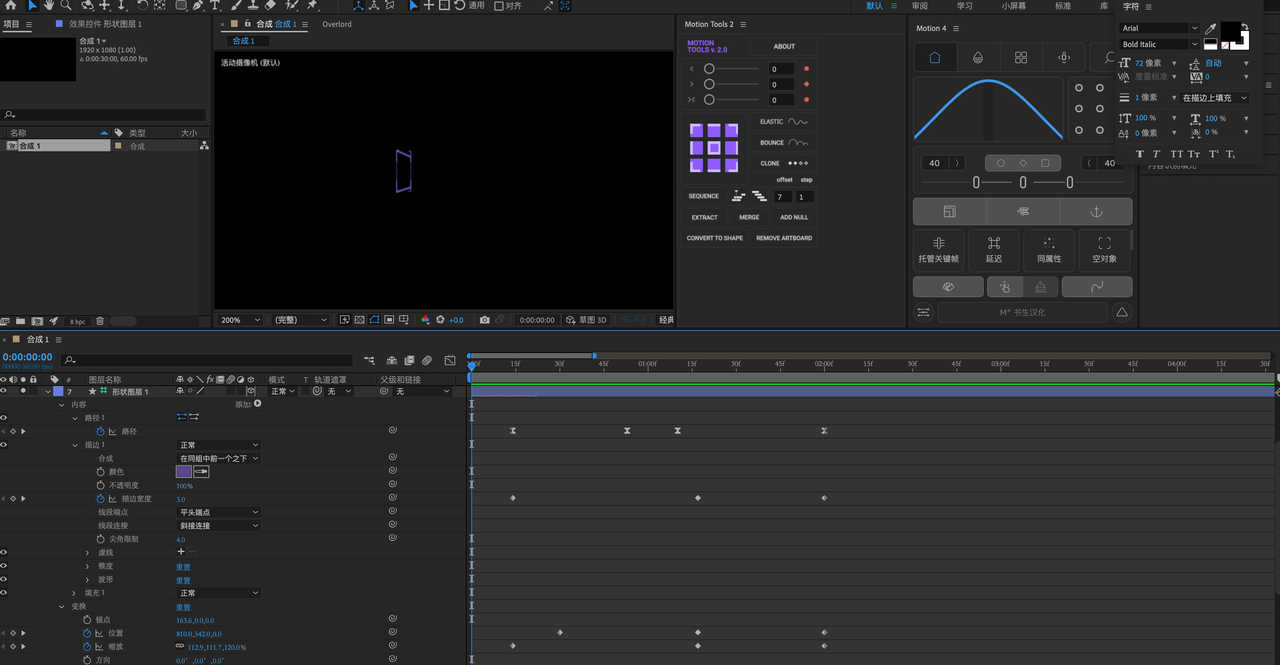 通用
对齐
默认
审阅
学习
小屏幕
标准
库
项目
效果控件 形状图层 1
合成 1
1920 x 1080 (1.00)
Δ 0:00:30:00, 60.00 fps
名称
类型
大小
合成 1
合成
8 bpc
合成 合成 1
Overlord
合成 1
活动摄像机 (默认)
200%
(完整)
+0.0
0:00:00:00
草图 3D
经典
Motion Tools 2
MOTION
TOOLS v. 2.0
ABOUT
0
0
0
ELASTIC
BOUNCE
CLONE
offset
step
SEQUENCE
7
1
EXTRACT
MERGE
ADD NULL
CONVERT TO SHAPE
REMOVE ARTBOARD
Motion 4
40
40
托管关键帧
延迟
同属性
空对象
M⁴ 书生汉化
字符
Arial
Bold Italic
72 像素
自动
度量标准
0
1 像素
在描边上填充
100 %
100 %
0 像素
0 %
T T TT Tт T¹ T₁
合成 1
0:00:00:00
00000 (60.00 fps)
15f
30f
45f
01:00f
15f
30f
45f
02:00f
15f
30f
45f
03:00f
15f
30f
45f
04:00f
15f
30f
#
图层名称
模式
T
轨道遮罩
父级和链接
7
形状图层 1
正常
无
无
内容
添加:
路径 1
路径
描边 1
正常
合成
在同组中前一个之下
颜色
不透明度
100%
描边宽度
3.0
线段端点
平头端点
线段连接
斜接连接
尖角限制
4.0
虚线
锥度
重置
波形
重置
填充 1
正常
变换
重置
锚点
163.6,0.0,0.0
位置
810.0,542.0,0.0
缩放
112.9,111.7,120.0%
方向
0.0°,0.0°,0.0°